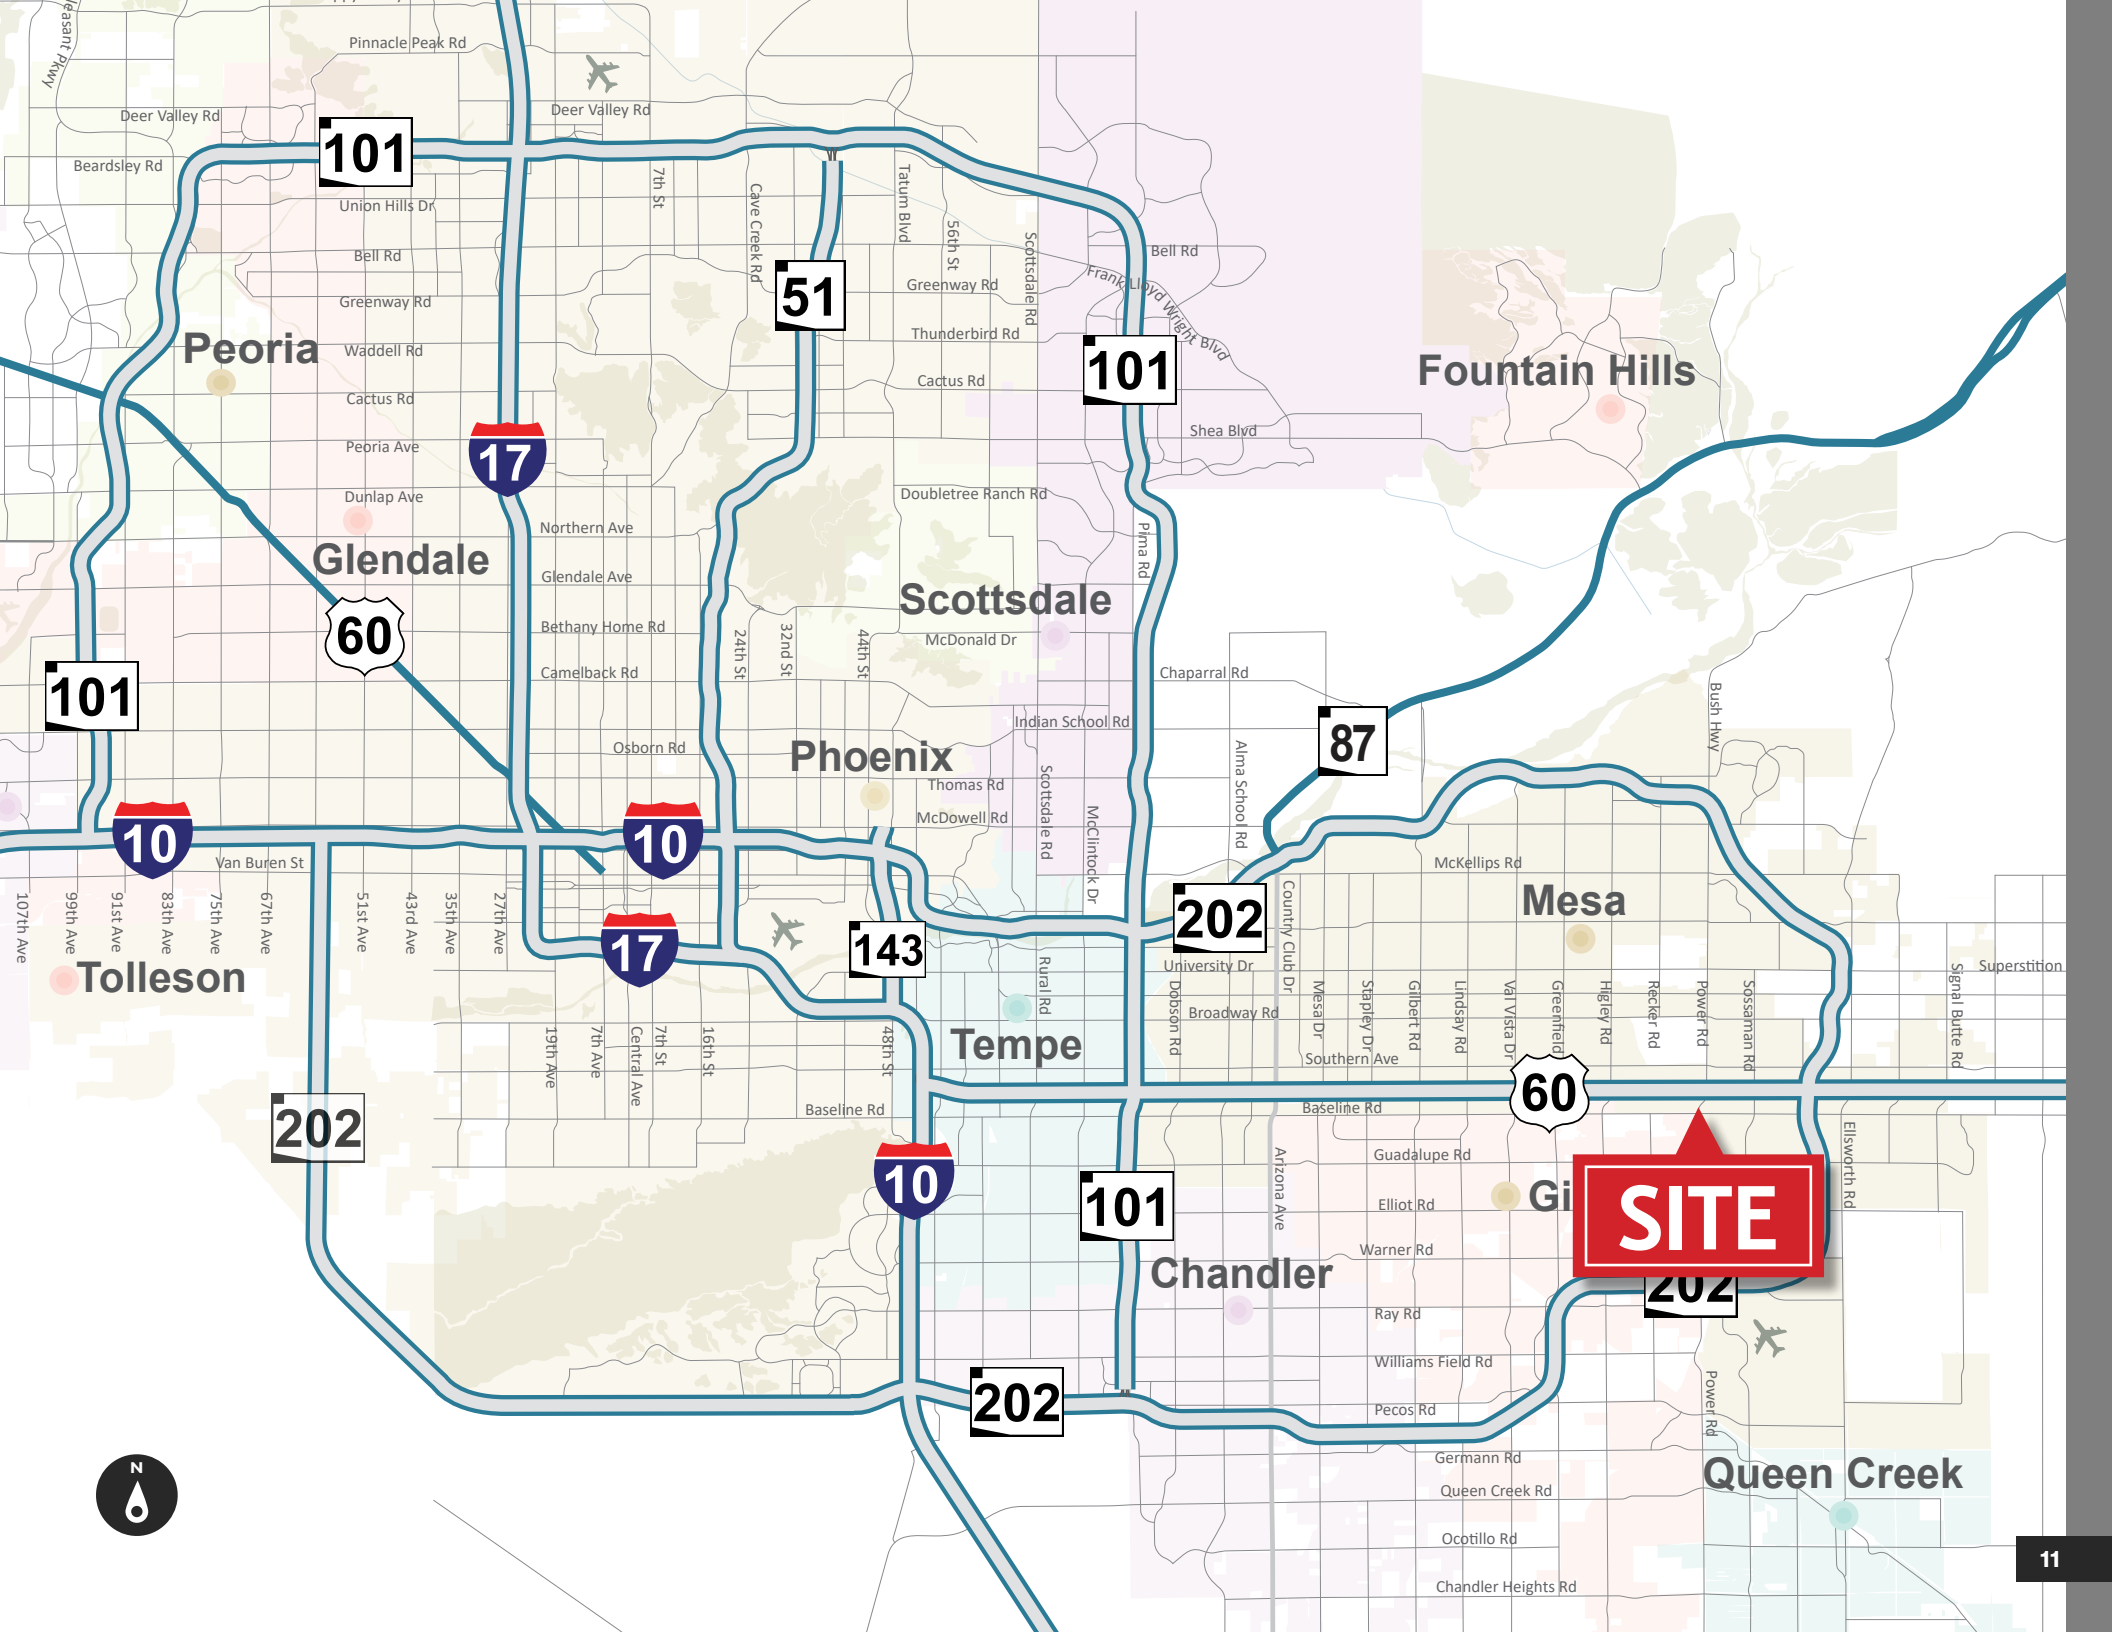 easant Pkwy
Pinnacle Peak Rd
Deer Valley Rd
Deer Valley Rd
101
Beardsley Rd
7th St
Cave Creek Rd
Tatum Blvd
Union Hills Dr
56th St
Scottsdale Rd
Bell Rd
Bell Rd
Frank Lloyd Wright Blvd
Greenway Rd
51
Greenway Rd
Thunderbird Rd
Peoria
Waddell Rd
101
Fountain Hills
Cactus Rd
Cactus Rd
Shea Blvd
Peoria Ave
17
Dunlap Ave
Doubletree Ranch Rd
Northern Ave
Pima Rd
Glendale
Glendale Ave
Scottsdale
60
Bethany Home Rd
24th St
32nd St
44th St
McDonald Dr
Camelback Rd
Chaparral Rd
101
Bush Hwy
Indian School Rd
87
Osborn Rd
Phoenix
Alma School Rd
Thomas Rd
Scottsdale Rd
McClintock Dr
McDowell Rd
10
10
Van Buren St
McKellips Rd
107th Ave
99th Ave
91st Ave
83th Ave
75th Ave
67th Ave
51st Ave
43rd Ave
35th Ave
27th Ave
202
Country Club Dr
Mesa
17
143
Tolleson
University Dr
Superstition
Rural Rd
Dobson Rd
Mesa Dr
Stapley Dr
Gilbert Rd
Lindsay Rd
Val Vista Dr
Greenfield
Higley Rd
Recker Rd
Power Rd
Sossaman Rd
Signal Butte Rd
Broadway Rd
19th Ave
7th Ave
Central Ave
7th St
16th St
48th St
Tempe
Southern Ave
60
202
Baseline Rd
Baseline Rd
Ellsworth Rd
Arizona Ave
Guadalupe Rd
10
101
Elliot Rd
Gi
SITE
Warner Rd
Chandler
202
Ray Rd
Williams Field Rd
Power Rd
202
Pecos Rd
Germann Rd
Queen Creek
N
Queen Creek Rd
Ocotillo Rd
11
Chandler Heights Rd